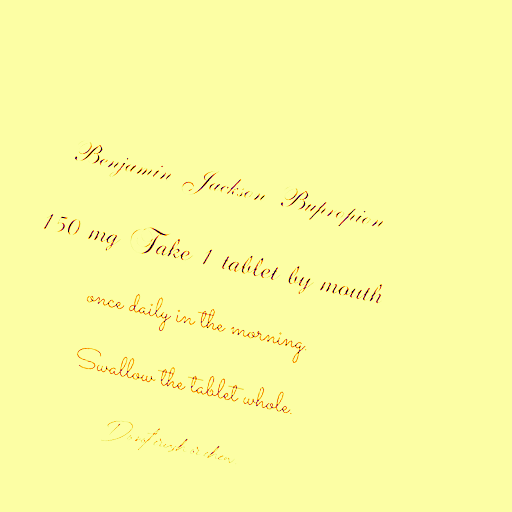 Benjamin Jackson Bupropion
150 mg Take 1 tablet by mouth
once daily in the morning
Swallow the tablet whole.
Do not crush or chew